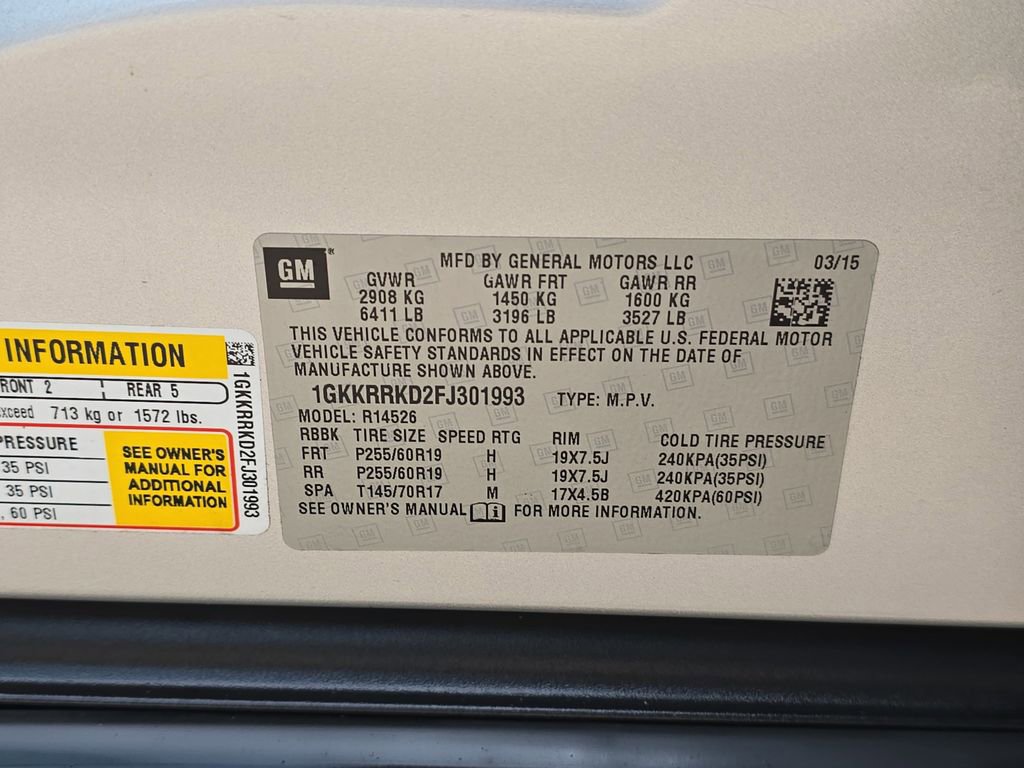 GM
MFD BY GENERAL MOTORS LLC 03/15
GVWR GAWR FRT GAWR RR
2908 KG 1450 KG 1600 KG
6411 LB 3196 LB 3527 LB
THIS VEHICLE CONFORMS TO ALL APPLICABLE U.S. FEDERAL MOTOR
VEHICLE SAFETY STANDARDS IN EFFECT ON THE DATE OF
MANUFACTURE SHOWN ABOVE.
1GKKRRKD2FJ301993 TYPE: M.P.V.
MODEL: R14526
RBBK TIRE SIZE SPEED RTG RIM COLD TIRE PRESSURE
FRT P255/60R19 H 19X7.5J 240KPA(35PSI)
RR P255/60R19 H 19X7.5J 240KPA(35PSI)
SPA T145/70R17 M 17X4.5B 420KPA(60PSI)
SEE OWNER'S MANUAL i FOR MORE INFORMATION.
INFORMATION
RONT 2 REAR 5
xceed 713 kg or 1572 lbs.
PRESSURE
35 PSI
35 PSI
, 60 PSI
SEE OWNER'S
MANUAL FOR
ADDITIONAL
INFORMATION
1GKKRRKD2FJ301993